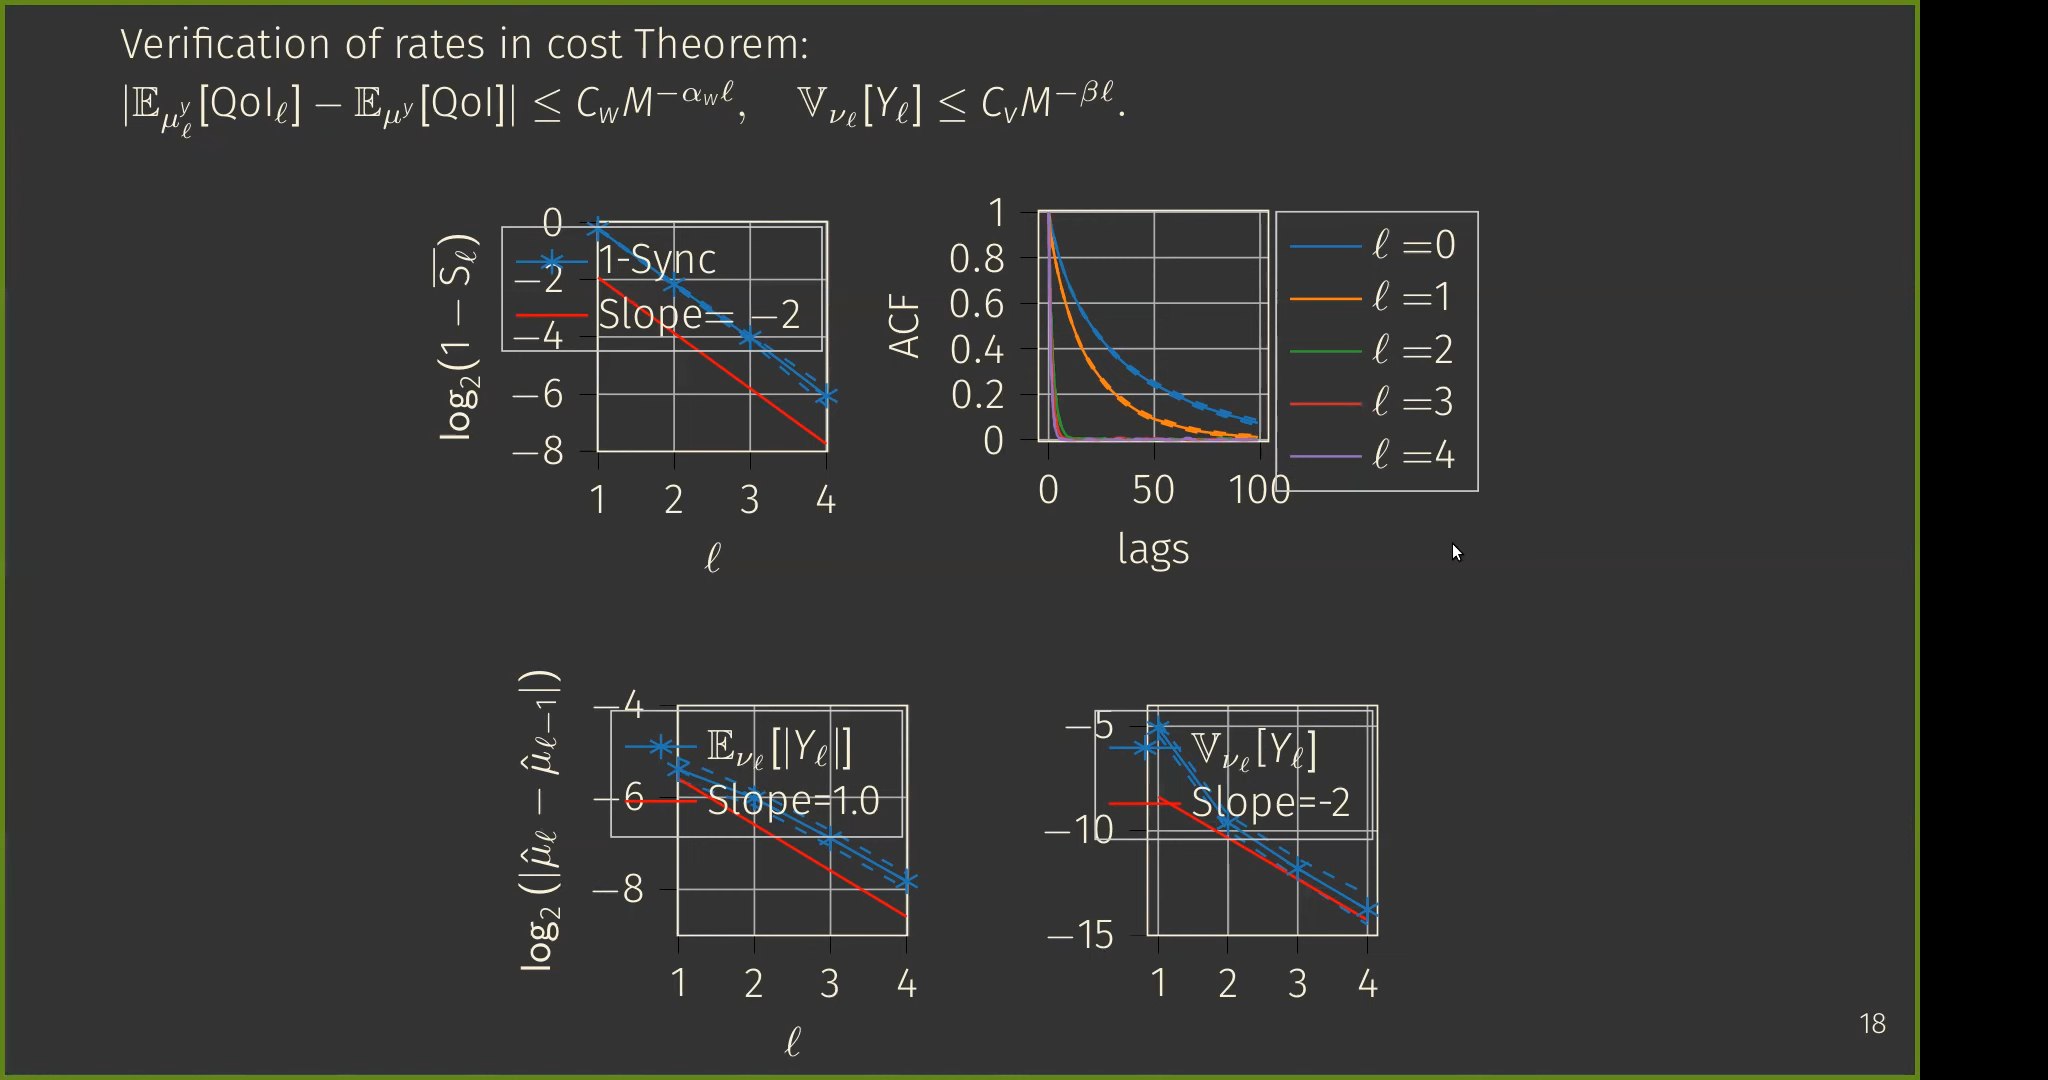 Verification of rates in cost Theorem:
|𝔼_{μ_ℓ^y}[QoI_ℓ] − 𝔼_{μ^y}[QoI]| ≤ C_w M^{−α_w ℓ},   𝕍_{ν_ℓ}[Y_ℓ] ≤ C_v M^{−βℓ}.
log₂(1 − \overline{S_ℓ})
0
−2
−4
−6
−8
1-Sync
Slope= −2
1 2 3 4
ℓ
ACF
1
0.8
0.6
0.4
0.2
0
0 50 100
lags
ℓ =0
ℓ =1
ℓ =2
ℓ =3
ℓ =4
log₂(|μ̂_ℓ − μ̂_{ℓ−1}|)
−4
−6
−8
𝔼_{ν_ℓ}[|Y_ℓ|]
Slope=1.0
1 2 3 4
ℓ
−5
−10
−15
𝕍_{ν_ℓ}[Y_ℓ]
Slope=-2
1 2 3 4
18